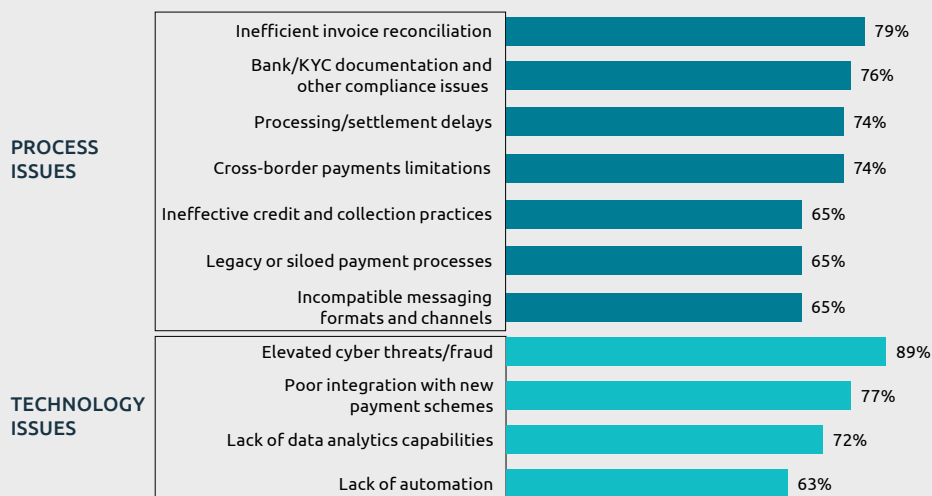 PROCESS
ISSUES
Inefficient invoice reconciliation
79%
Bank/KYC documentation and
other compliance issues
76%
Processing/settlement delays
74%
Cross-border payments limitations
74%
Ineffective credit and collection practices
65%
Legacy or siloed payment processes
65%
Incompatible messaging
formats and channels
65%
TECHNOLOGY
ISSUES
Elevated cyber threats/fraud
89%
Poor integration with new
payment schemes
77%
Lack of data analytics capabilities
72%
Lack of automation
63%